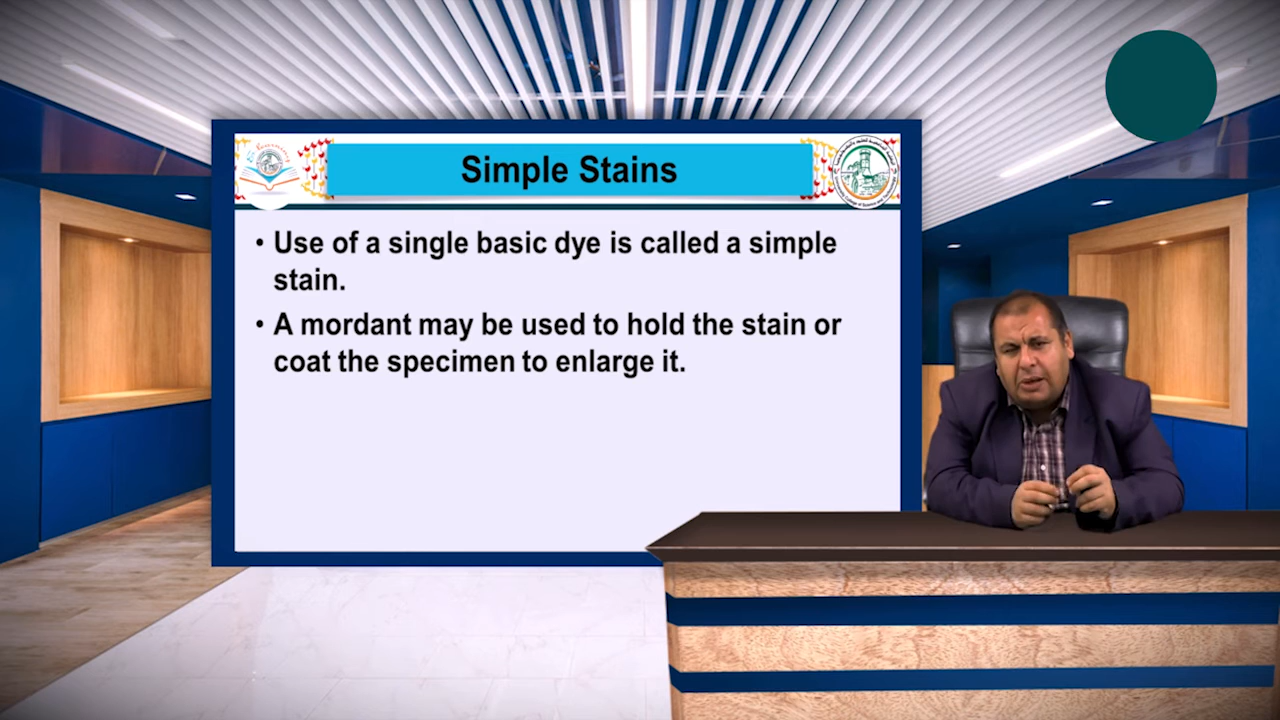 Simple Stains
• Use of a single basic dye is called a simple
stain.
• A mordant may be used to hold the stain or
coat the specimen to enlarge it.